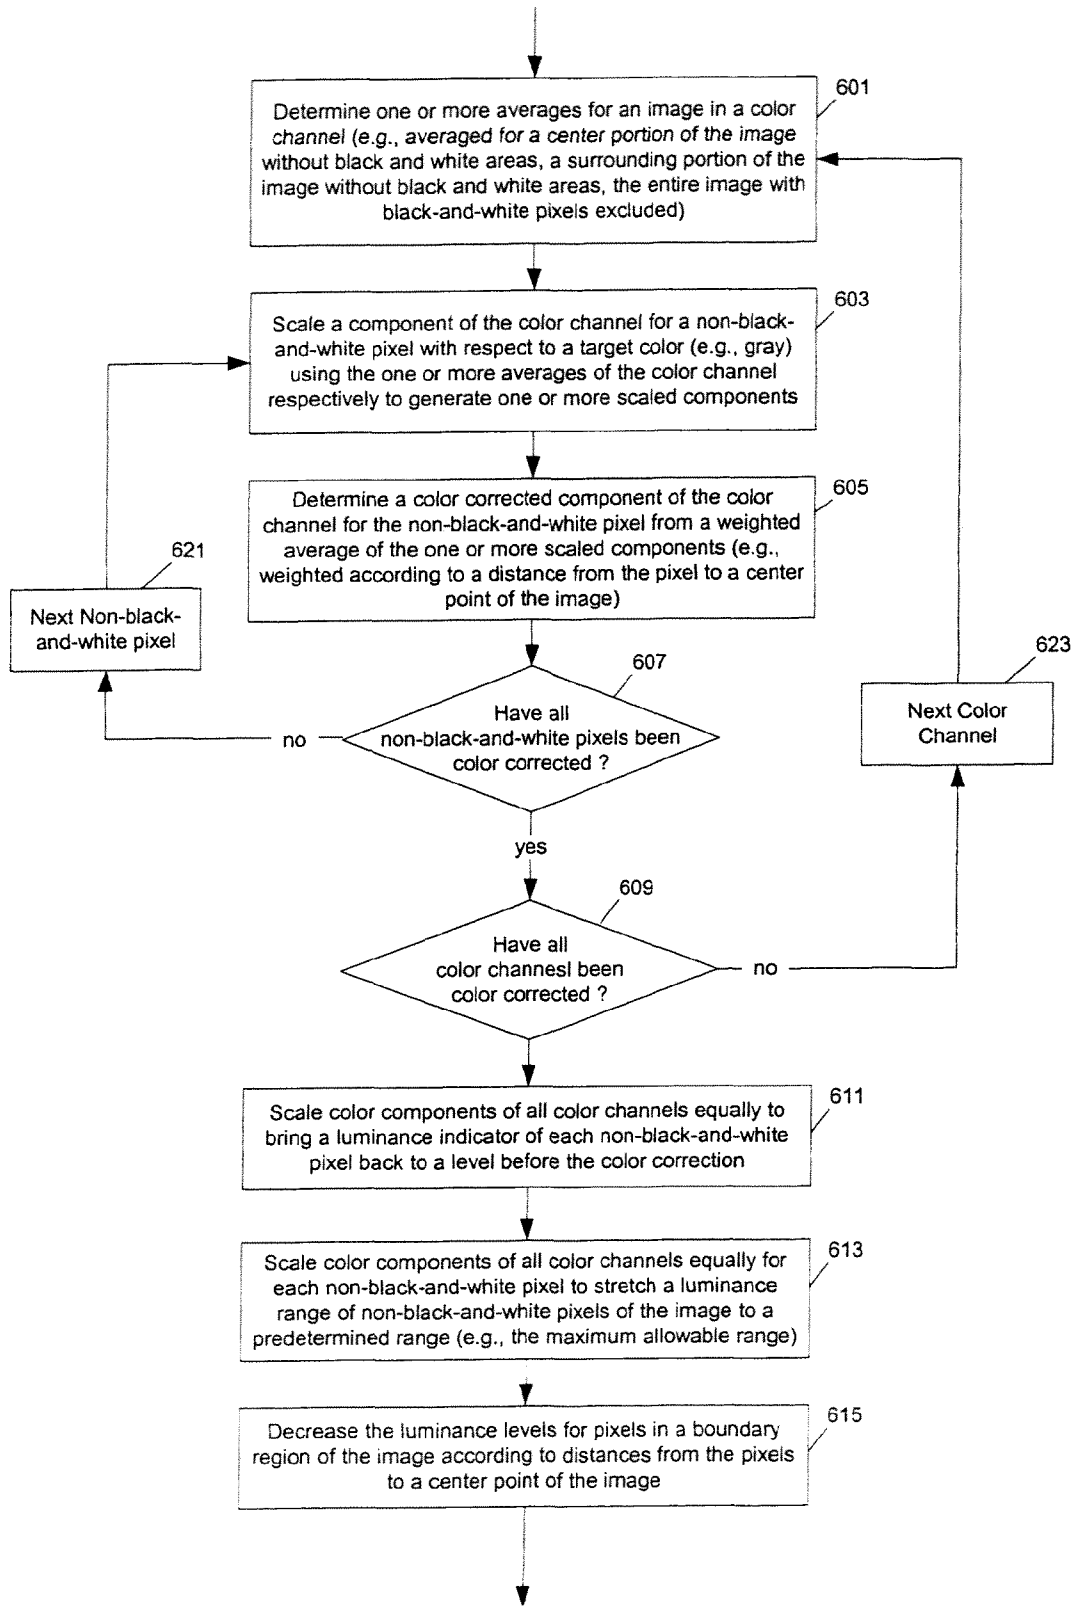 601
Determine one or more averages for an image in a color
channel (e.g., averaged for a center portion of the image
without black and white areas, a surrounding portion of the
image without black and white areas, the entire image with
black-and-white pixels excluded)
603
Scale a component of the color channel for a non-black-
and-white pixel with respect to a target color (e.g., gray)
using the one or more averages of the color channel
respectively to generate one or more scaled components
605
Determine a color corrected component of the color
channel for the non-black-and-white pixel from a weighted
average of the one or more scaled components (e.g.,
weighted according to a distance from the pixel to a center
point of the image)
621
Next Non-black-
and-white pixel
607
Have all
non-black-and-white pixels been
color corrected ?
no
623
Next Color
Channel
yes
609
Have all
color channesl been
color corrected ?
no
611
Scale color components of all color channels equally to
bring a luminance indicator of each non-black-and-white
pixel back to a level before the color correction
613
Scale color components of all color channels equally for
each non-black-and-white pixel to stretch a luminance
range of non-black-and-white pixels of the image to a
predetermined range (e.g., the maximum allowable range)
615
Decrease the luminance levels for pixels in a boundary
region of the image according to distances from the pixels
to a center point of the image